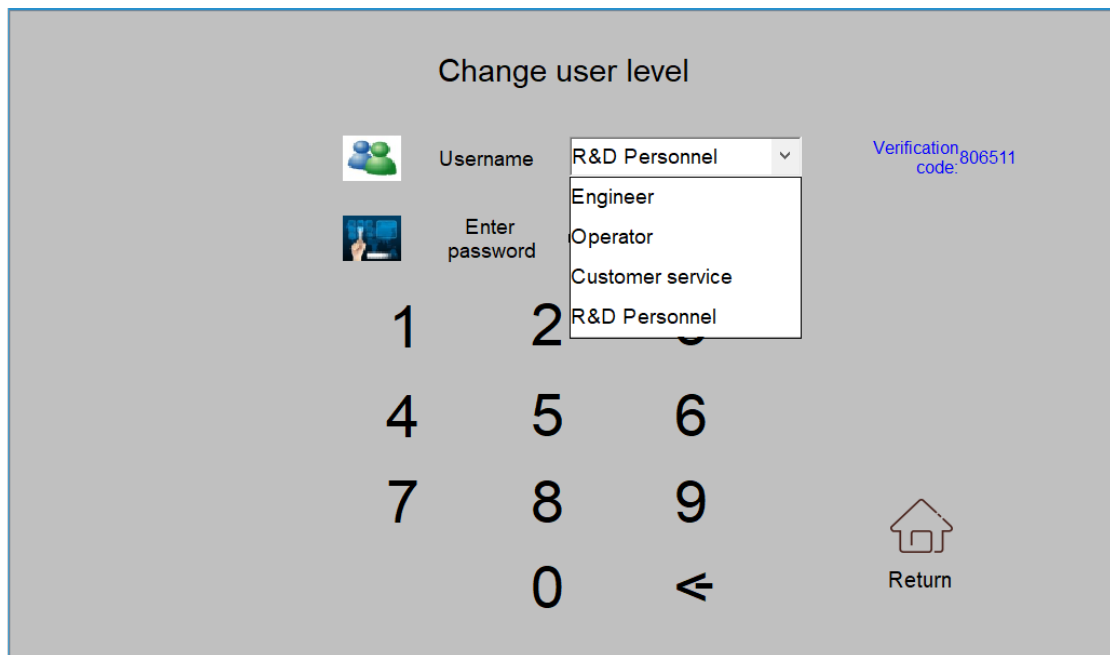 Change user level
Username
R&D Personnel
Verification
code:
806511
Engineer
Enter
password
Operator
Customer service
R&D Personnel
1
2
4
5
6
7
8
9
0
<-
Return